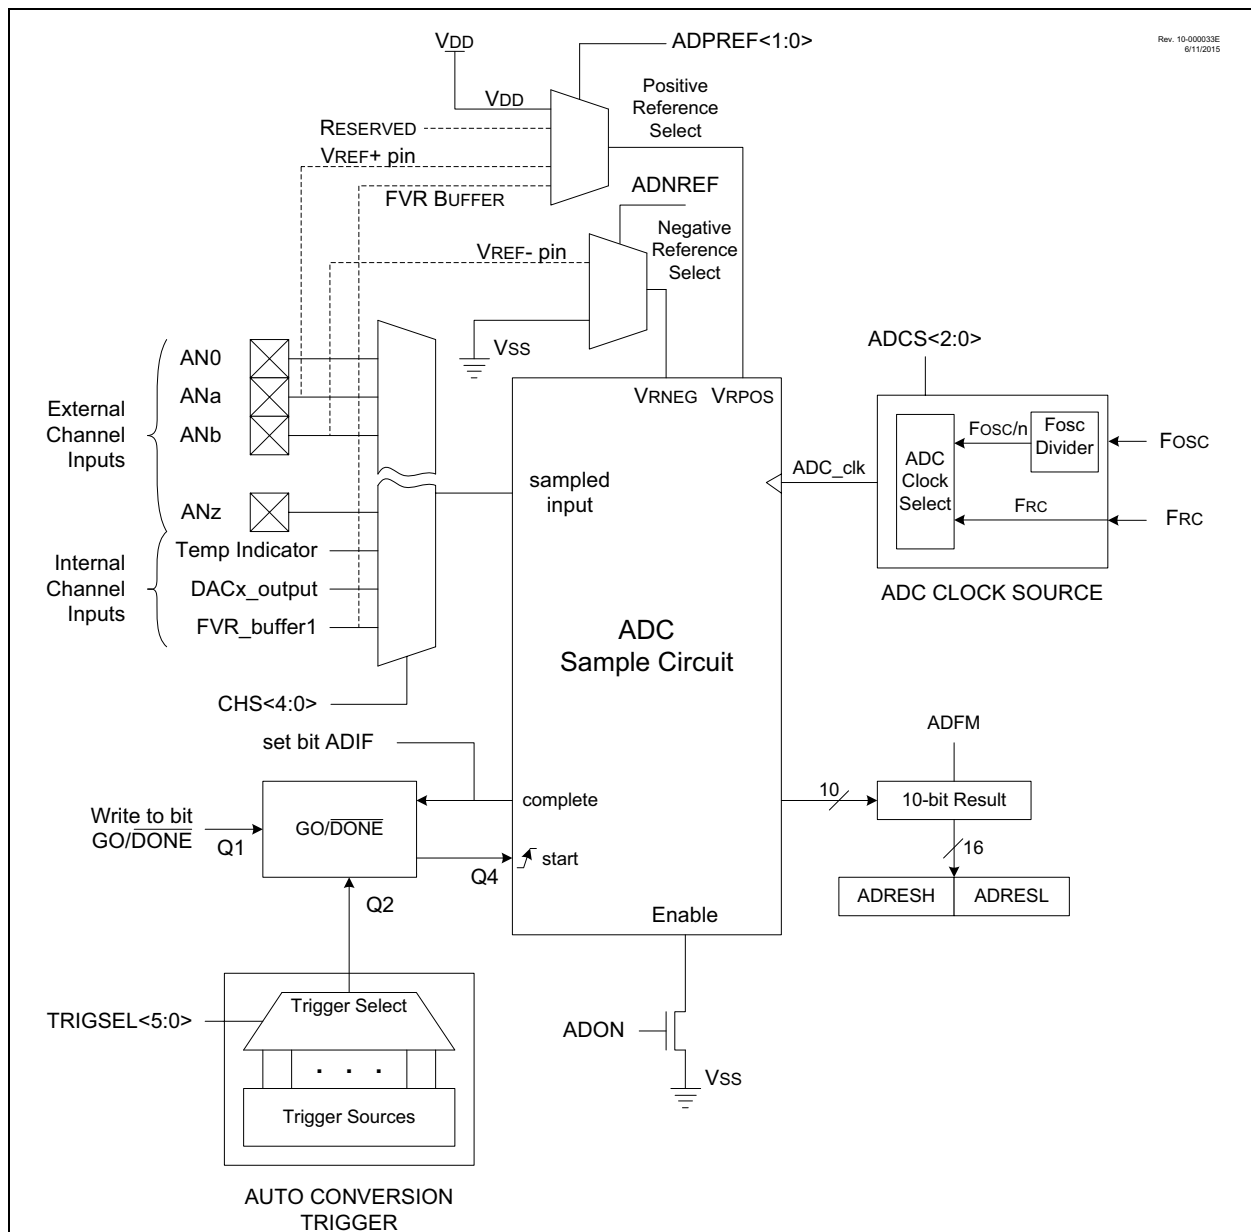 Rev. 10-000033E
6/11/2015
VDD
ADPREF<1:0>
VDD
Positive
Reference
Select
RESERVED
VREF+ pin
FVR BUFFER
ADNREF
Negative
Reference
Select
VREF- pin
VSS
AN0
ANa
ANb
External
Channel
Inputs
ANz
Temp Indicator
Internal
Channel
Inputs
DACx_output
FVR_buffer1
CHS<4:0>
VRNEG VRPOS
sampled
input
ADC
Sample Circuit
ADC_clk
ADCS<2:0>
ADC
Clock
Select
FOSC/n
Fosc
Divider
FOSC
FRC
FRC
ADC CLOCK SOURCE
set bit ADIF
complete
Write to bit
GO/DONE
Q1
GO/DONE
Q4
start
Q2
Enable
ADFM
10
10-bit Result
16
ADRESH ADRESL
TRIGSEL<5:0>
Trigger Select
. . .
Trigger Sources
AUTO CONVERSION
TRIGGER
ADON
VSS